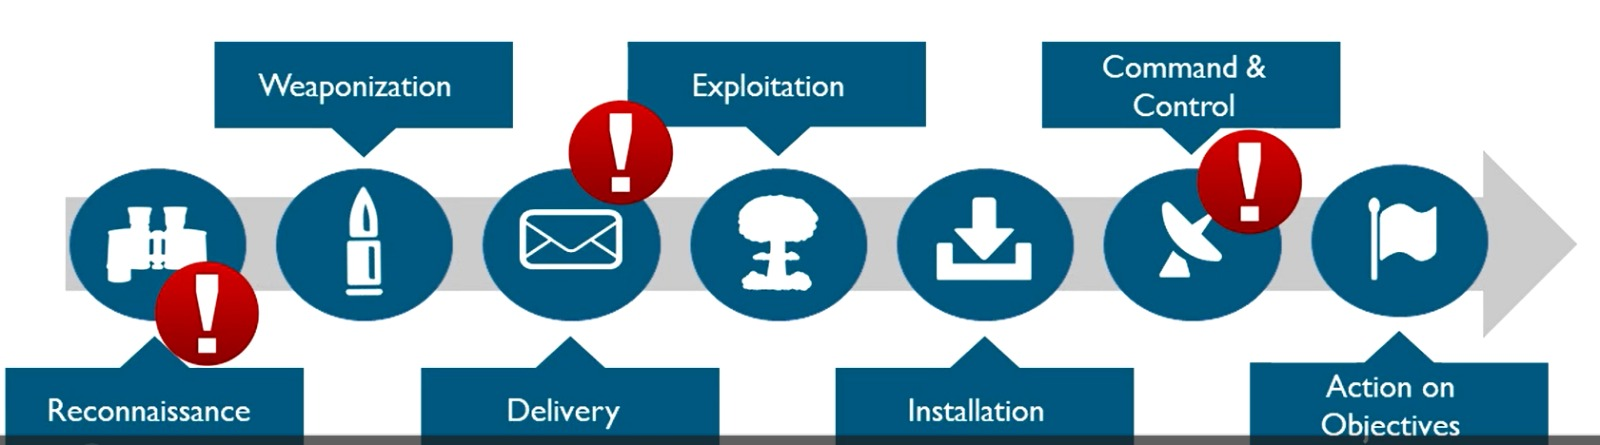 Weaponization
Exploitation
Command &
Control
!
!
!
Reconnaissance
Delivery
Installation
Action on
Objectives